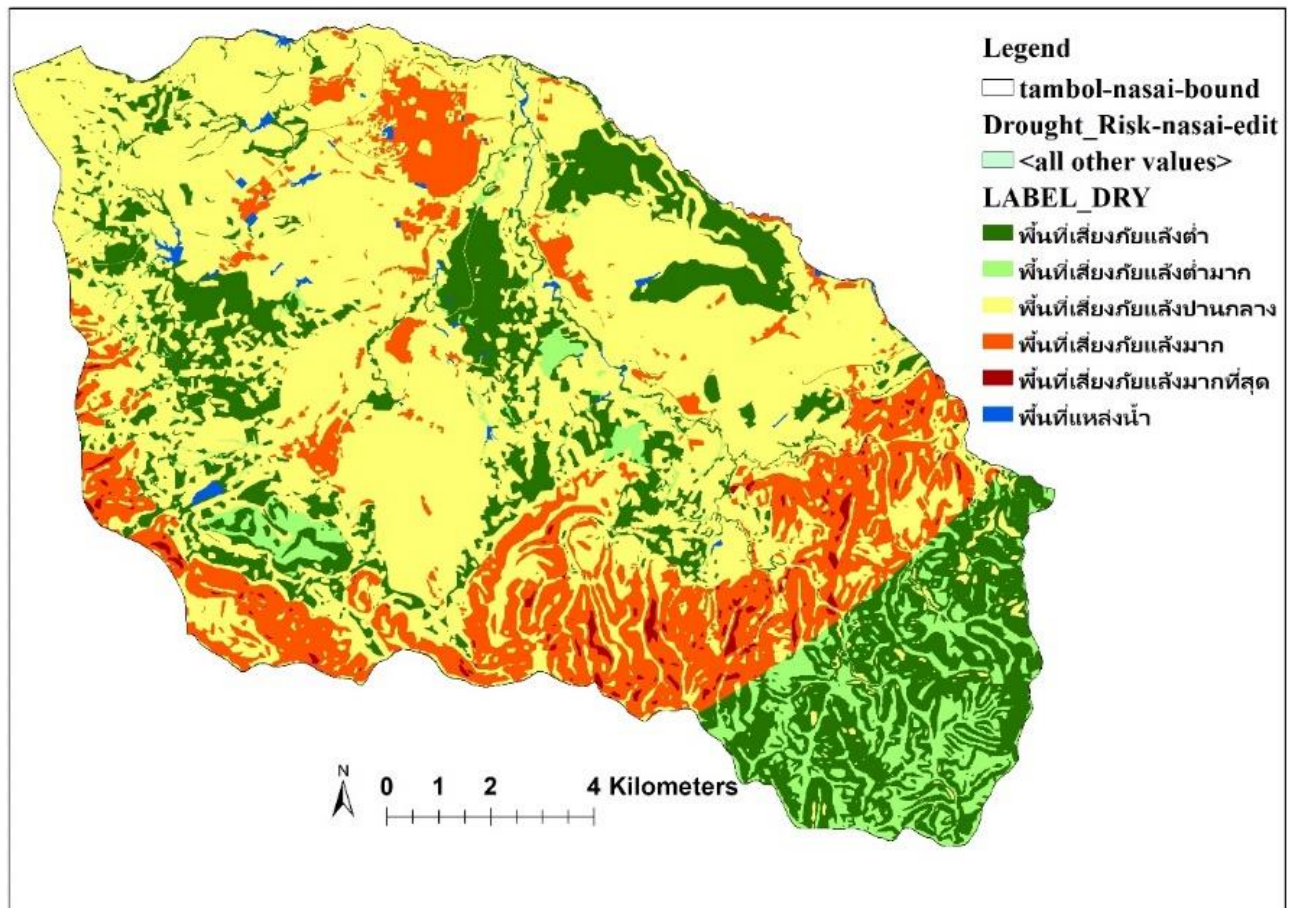 Legend
tambol-nasai-bound
Drought_Risk-nasai-edit
<all other values>
LABEL_DRY
พื้นที่เสี่ยงภัยแล้งต่ำ
พื้นที่เสี่ยงภัยแล้งต่ำมาก
พื้นที่เสี่ยงภัยแล้งปานกลาง
พื้นที่เสี่ยงภัยแล้งมาก
พื้นที่เสี่ยงภัยแล้งมากที่สุด
พื้นที่แหล่งน้ำ
N
0 1 2 4 Kilometers